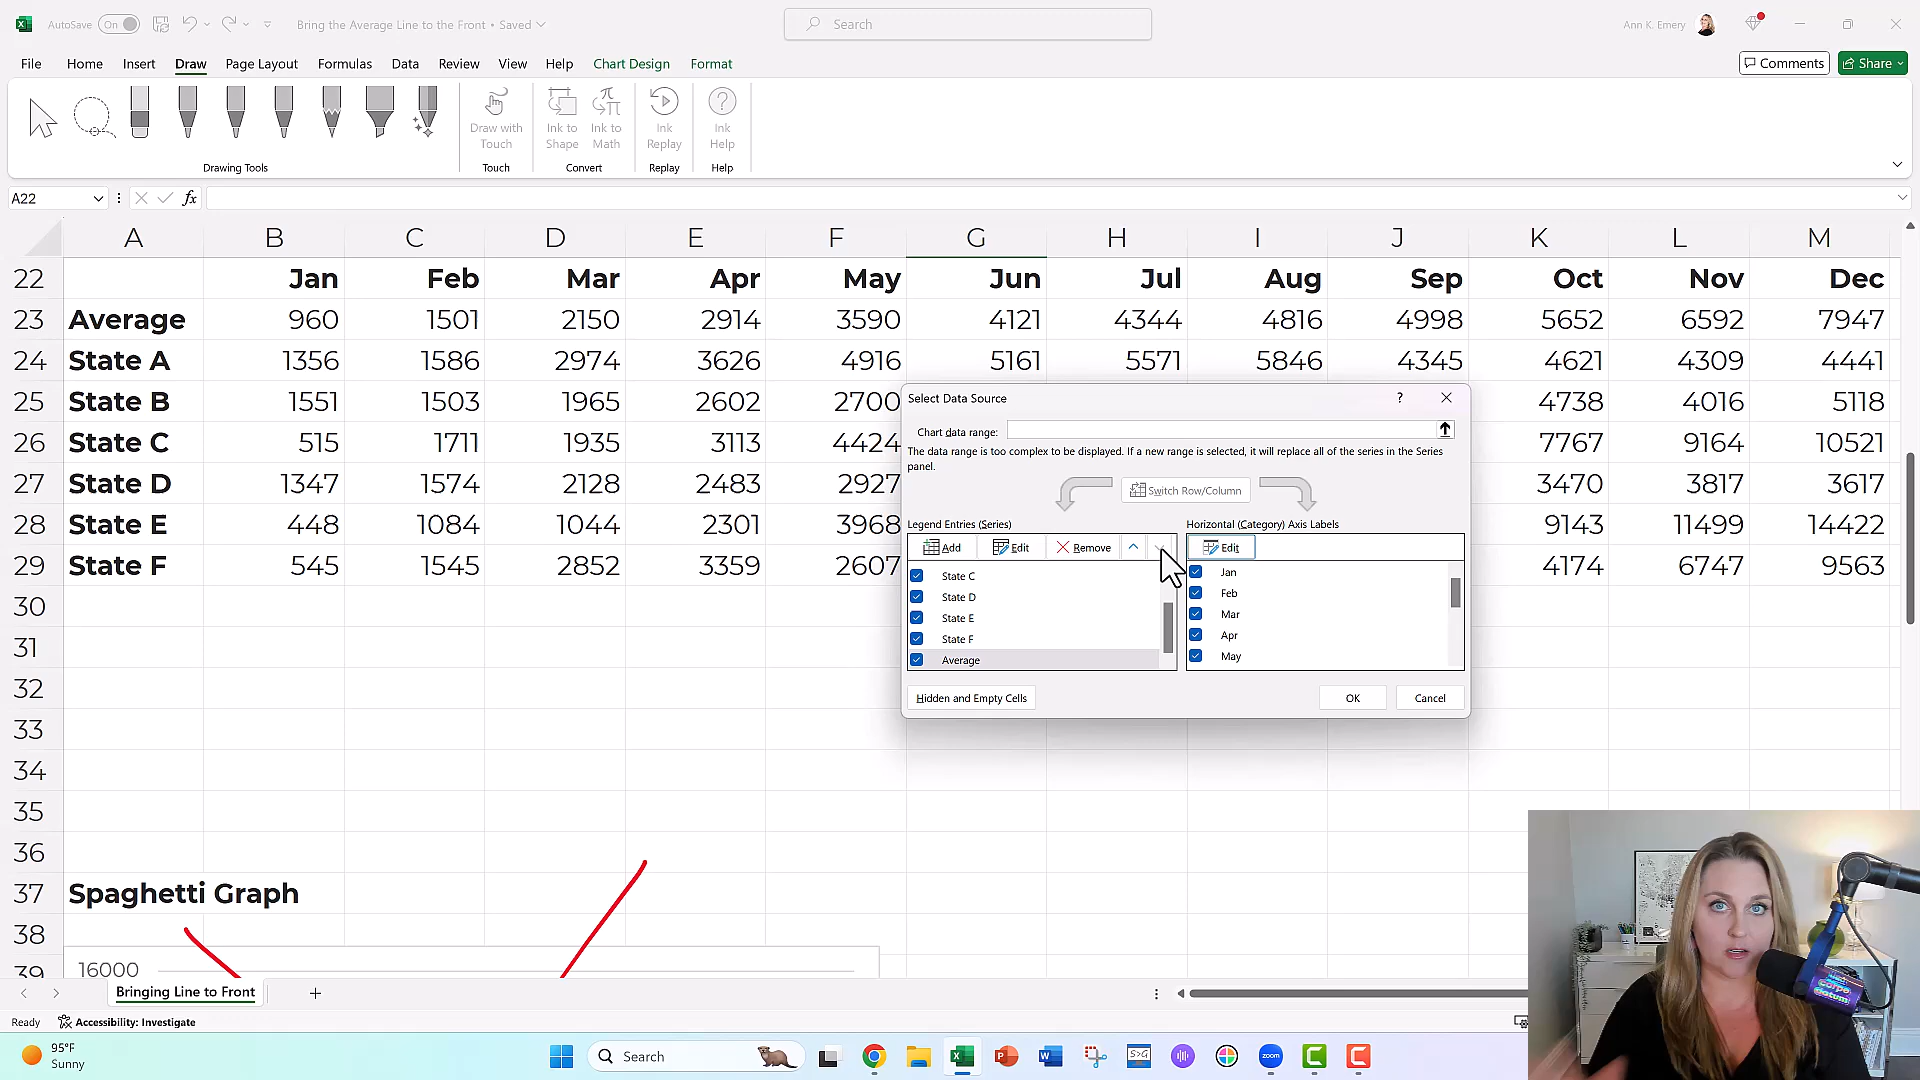 AutoSave On Bring the Average Line to the Front • Saved Search Ann K. Emery
File Home Insert Draw Page Layout Formulas Data Review View Help Chart Design Format Comments Share
Draw with Touch
Ink to Shape
Ink to Math
Ink Replay
Ink Help
Drawing Tools Touch Convert Replay Help
A22 fx
A B C D E F G H I J K L M
22 Jan Feb Mar Apr May Jun Jul Aug Sep Oct Nov Dec
23 Average 960 1501 2150 2914 3590 4121 4344 4816 4998 5652 6592 7947
24 State A 1356 1586 2974 3626 4916 5161 5571 5846 4345 4621 4309 4441
25 State B 1551 1503 1965 2602 2700 4738 4016 5118
26 State C 515 1711 1935 3113 4424 7767 9164 10521
27 State D 1347 1574 2128 2483 2927 3470 3817 3617
28 State E 448 1084 1044 2301 3968 9143 11499 14422
29 State F 545 1545 2852 3359 2607 4174 6747 9563
30
31
32
33
34
35
36
37 Spaghetti Graph
38
39 16000
Select Data Source ?
Chart data range:
The data range is too complex to be displayed. If a new range is selected, it will replace all of the series in the Series
panel.
Switch Row/Column
Legend Entries (Series) Horizontal (Category) Axis Labels
Add Edit Remove Edit
State C Jan
State D Feb
State E Mar
State F Apr
Average May
Hidden and Empty Cells OK Cancel
Bringing Line to Front
Ready Accessibility: Investigate
95°F
Sunny
Search
S>G
zoom
Carpe
Datum